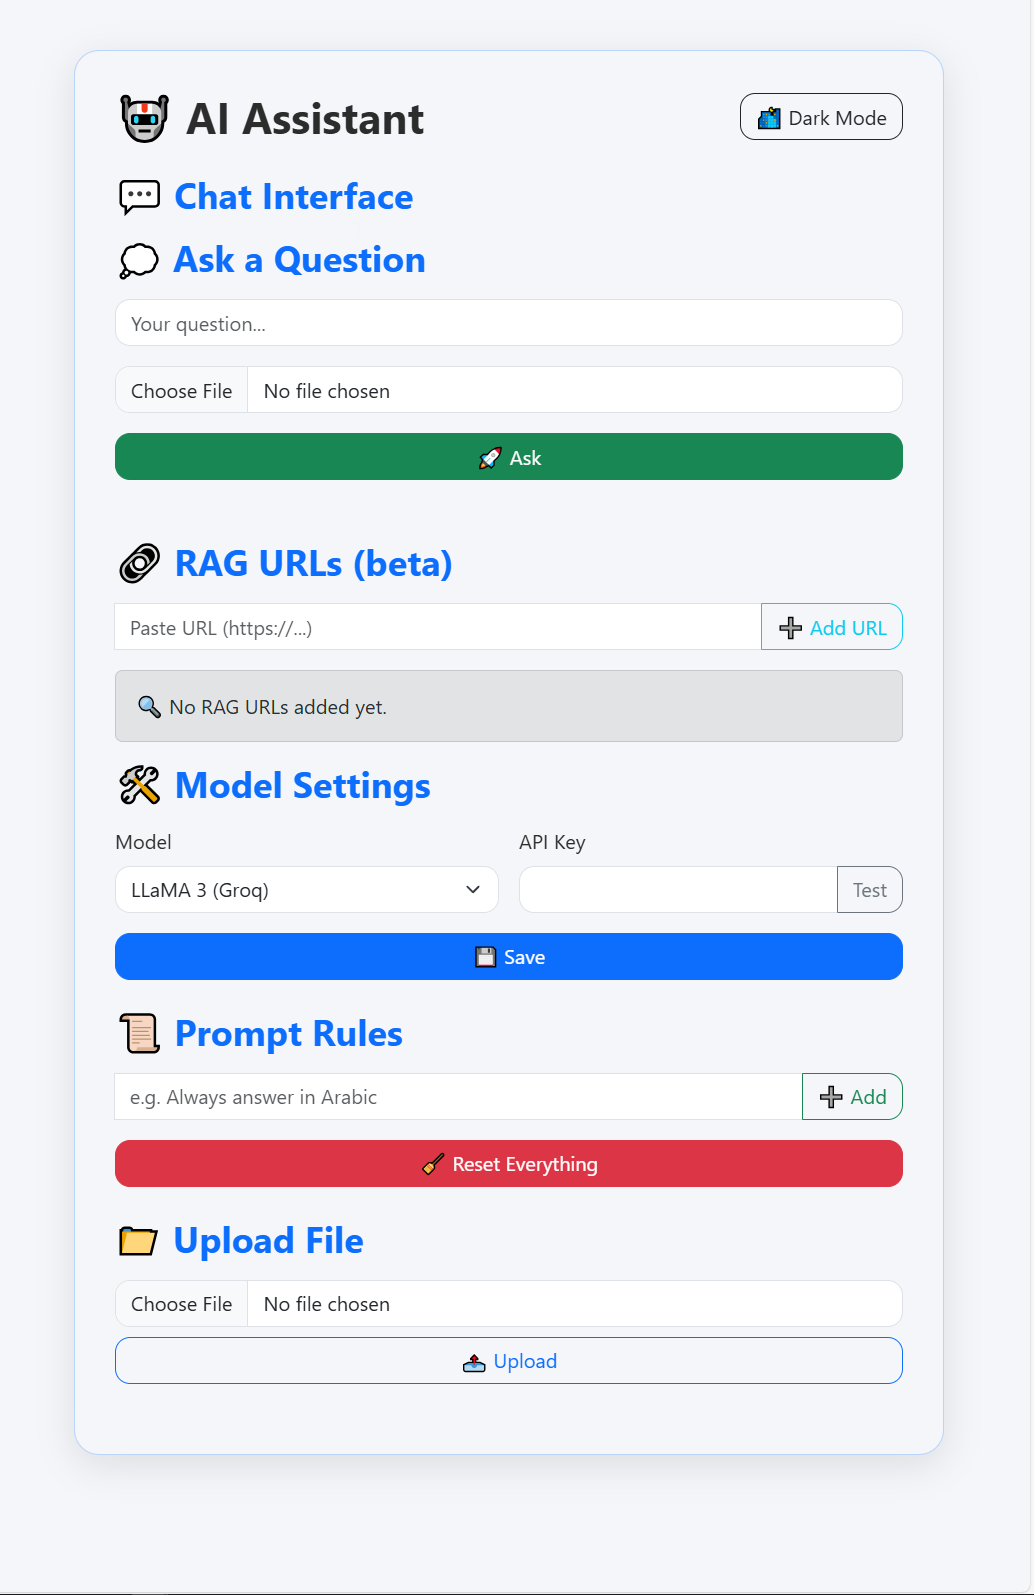 AI Assistant
Dark Mode
Chat Interface
Ask a Question
Your question...
Choose File No file chosen
Ask
RAG URLs (beta)
Paste URL (https://...)
Add URL
No RAG URLs added yet.
Model Settings
Model API Key
LLaMA 3 (Groq) Test
Save
Prompt Rules
e.g. Always answer in Arabic
Add
Reset Everything
Upload File
Choose File No file chosen
Upload